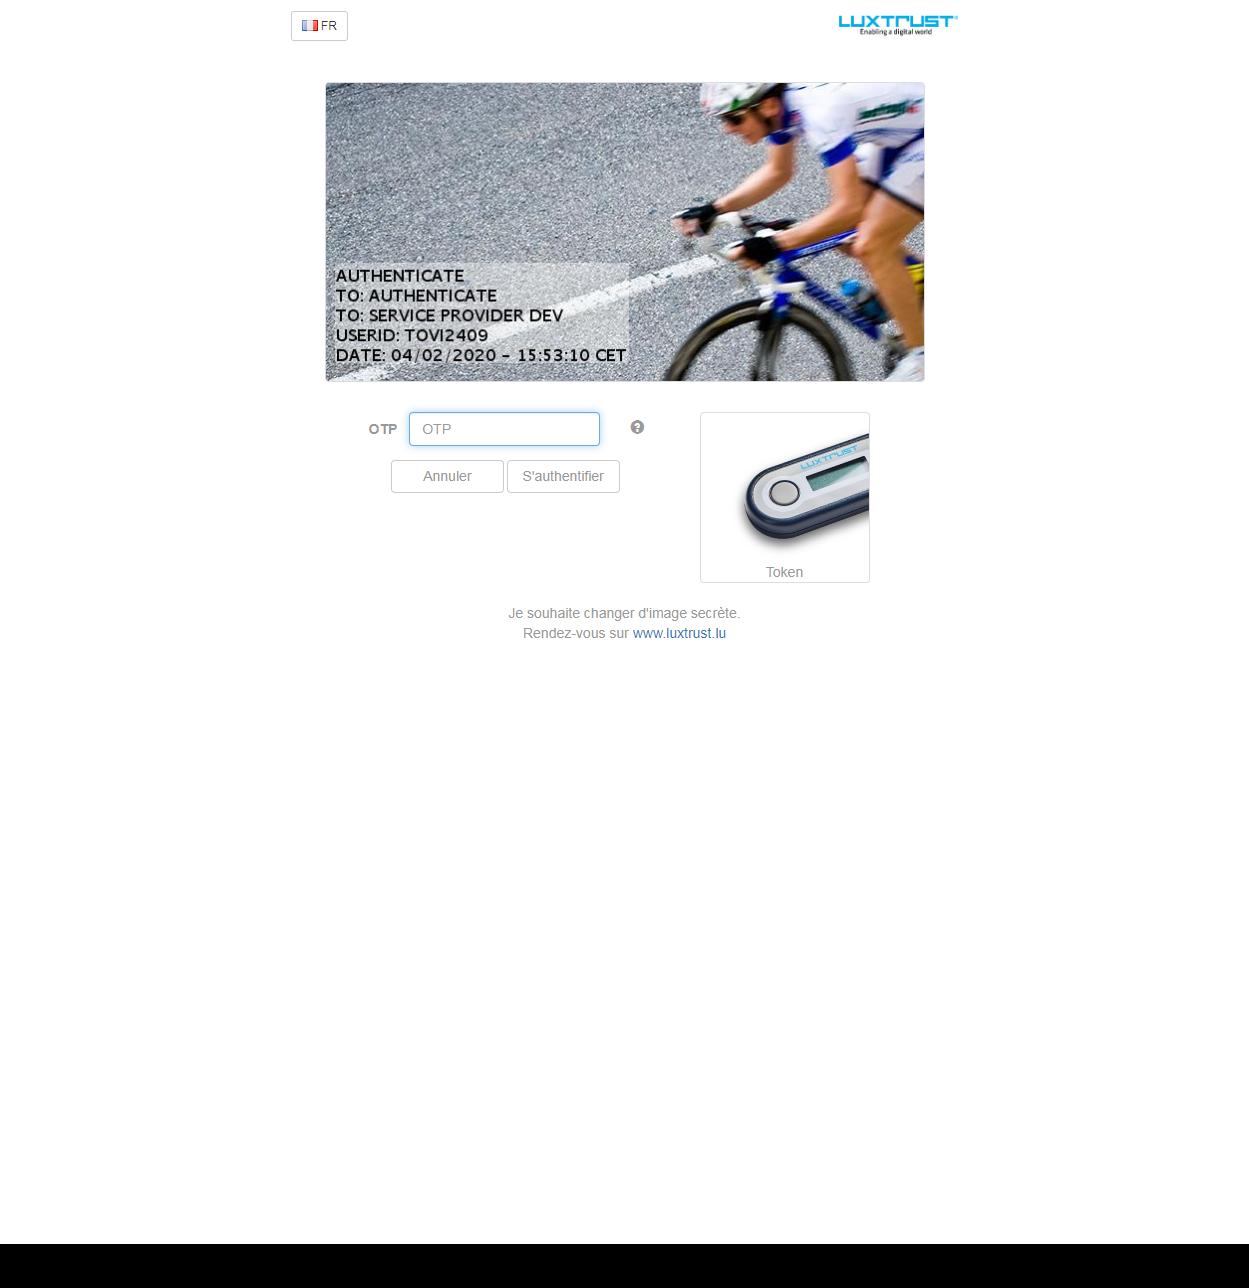 FR
LUXTRUST
Enabling a digital world
AUTHENTICATE
TO: AUTHENTICATE
TO: SERVICE PROVIDER DEV
USERID: TOVI2409
DATE: 04/02/2020 - 15:53:10 CET
OTP OTP
Annuler S'authentifier
LUXTRUST
Token
Je souhaite changer d'image secrète.
Rendez-vous sur www.luxtrust.lu